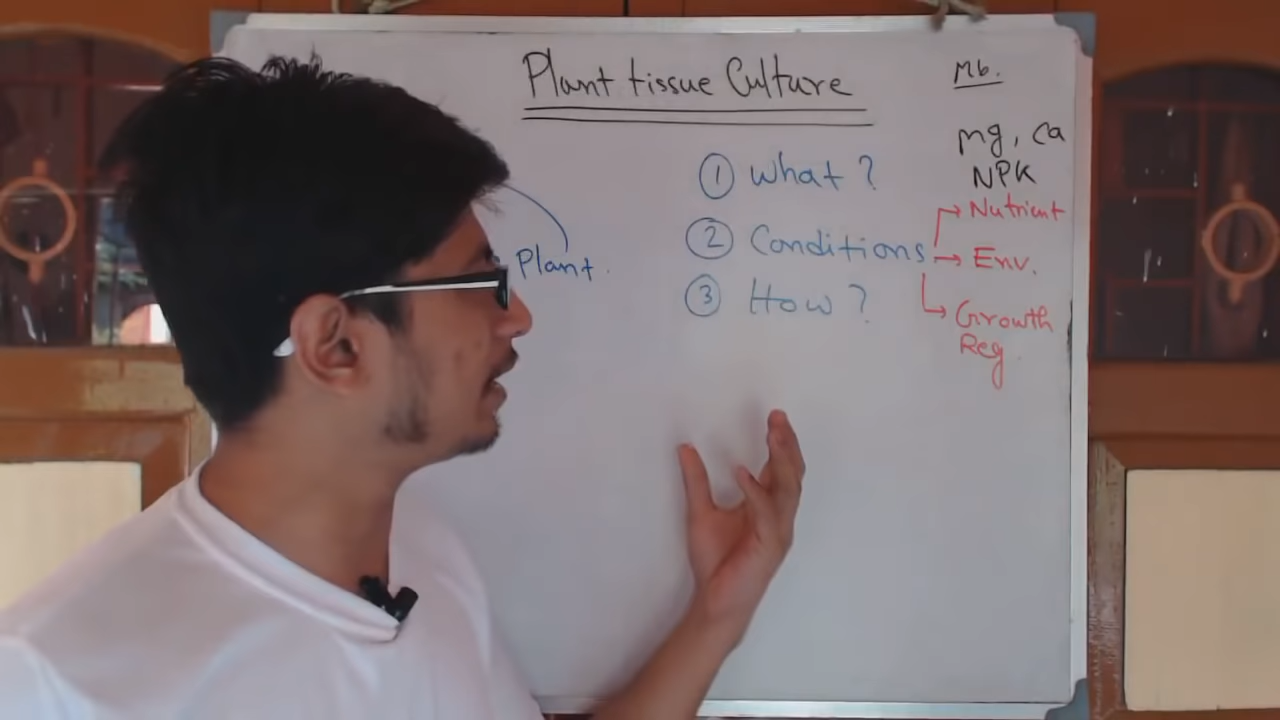 Plant tissue Culture
Mb.
① What ?
mg, ca
NPK
② Conditions
Nutrient
Env.
Growth
Reg
③ How ?
Plant.